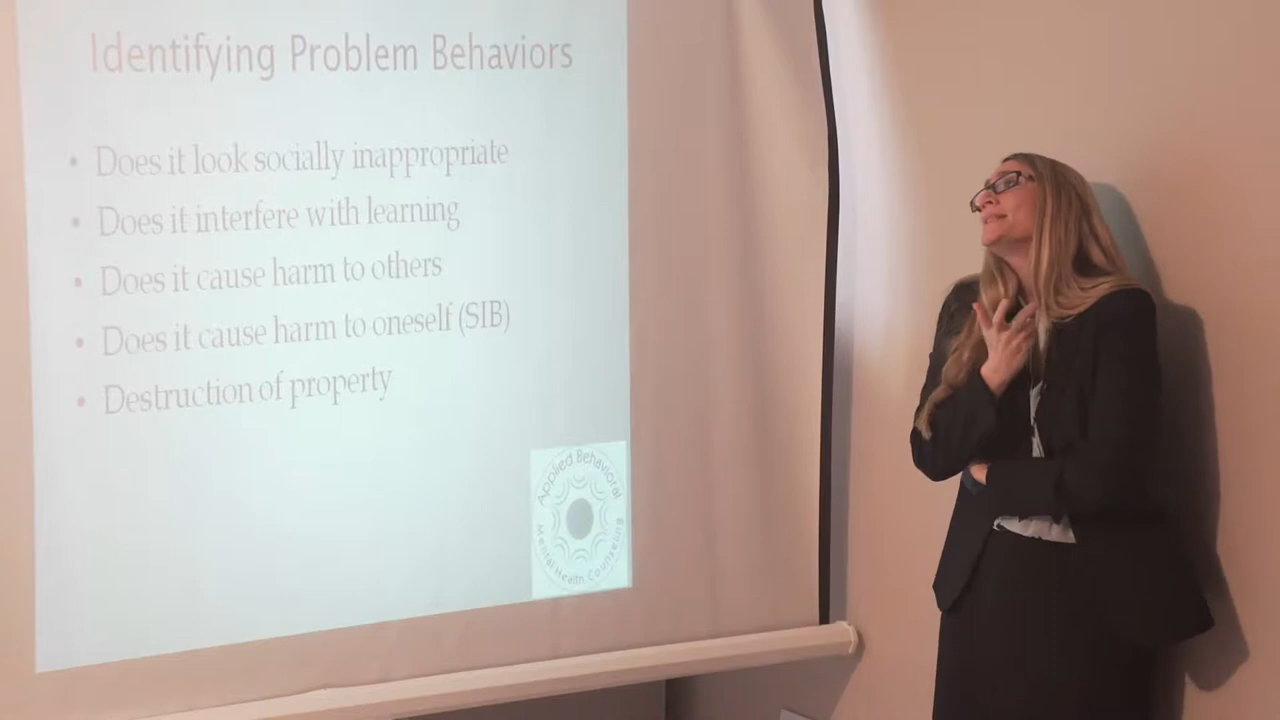 Identifying Problem Behaviors
• Does it look socially inappropriate
• Does it interfere with learning
• Does it cause harm to others
• Does it cause harm to oneself (SIB)
• Destruction of property
Applied Behavioral
Mental Health Counseling